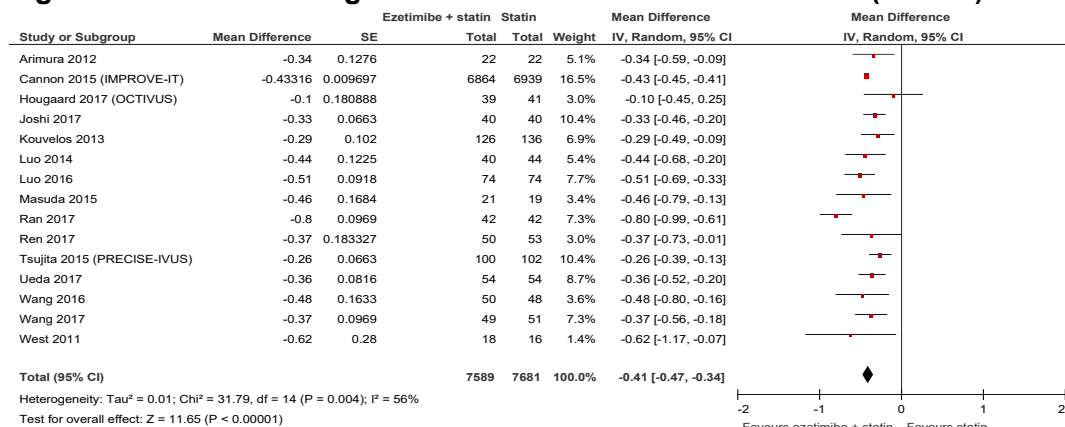 Ezetimibe + statin Statin Mean Difference Mean Difference
Study or Subgroup Mean Difference SE Total Total Weight IV, Random, 95% CI IV, Random, 95% CI
Arimura 2012 -0.34 0.1276 22 22 5.1% -0.34 [-0.59, -0.09]
Cannon 2015 (IMPROVE-IT) -0.43316 0.009697 6864 6939 16.5% -0.43 [-0.45, -0.41]
Hougaard 2017 (OCTIVUS) -0.1 0.180888 39 41 3.0% -0.10 [-0.45, 0.25]
Joshi 2017 -0.33 0.0663 40 40 10.4% -0.33 [-0.46, -0.20]
Kouvelos 2013 -0.29 0.102 126 136 6.9% -0.29 [-0.49, -0.09]
Luo 2014 -0.44 0.1225 40 44 5.4% -0.44 [-0.68, -0.20]
Luo 2016 -0.51 0.0918 74 74 7.7% -0.51 [-0.69, -0.33]
Masuda 2015 -0.46 0.1684 21 19 3.4% -0.46 [-0.79, -0.13]
Ran 2017 -0.8 0.0969 42 42 7.3% -0.80 [-0.99, -0.61]
Ren 2017 -0.37 0.183327 50 53 3.0% -0.37 [-0.73, -0.01]
Tsujita 2015 (PRECISE-IVUS) -0.26 0.0663 100 102 10.4% -0.26 [-0.39, -0.13]
Ueda 2017 -0.36 0.0816 54 54 8.7% -0.36 [-0.52, -0.20]
Wang 2016 -0.48 0.1633 50 48 3.6% -0.48 [-0.80, -0.16]
Wang 2017 -0.37 0.0969 49 51 7.3% -0.37 [-0.56, -0.18]
West 2011 -0.62 0.28 18 16 1.4% -0.62 [-1.17, -0.07]
Total (95% CI) 7589 7681 100.0% -0.41 [-0.47, -0.34]
Heterogeneity: Tau² = 0.01; Chi² = 31.79, df = 14 (P = 0.004); I² = 56%
Test for overall effect: Z = 11.65 (P < 0.00001)
-2 -1 0 1 2
Favours ezetimibe + statin Favours statin